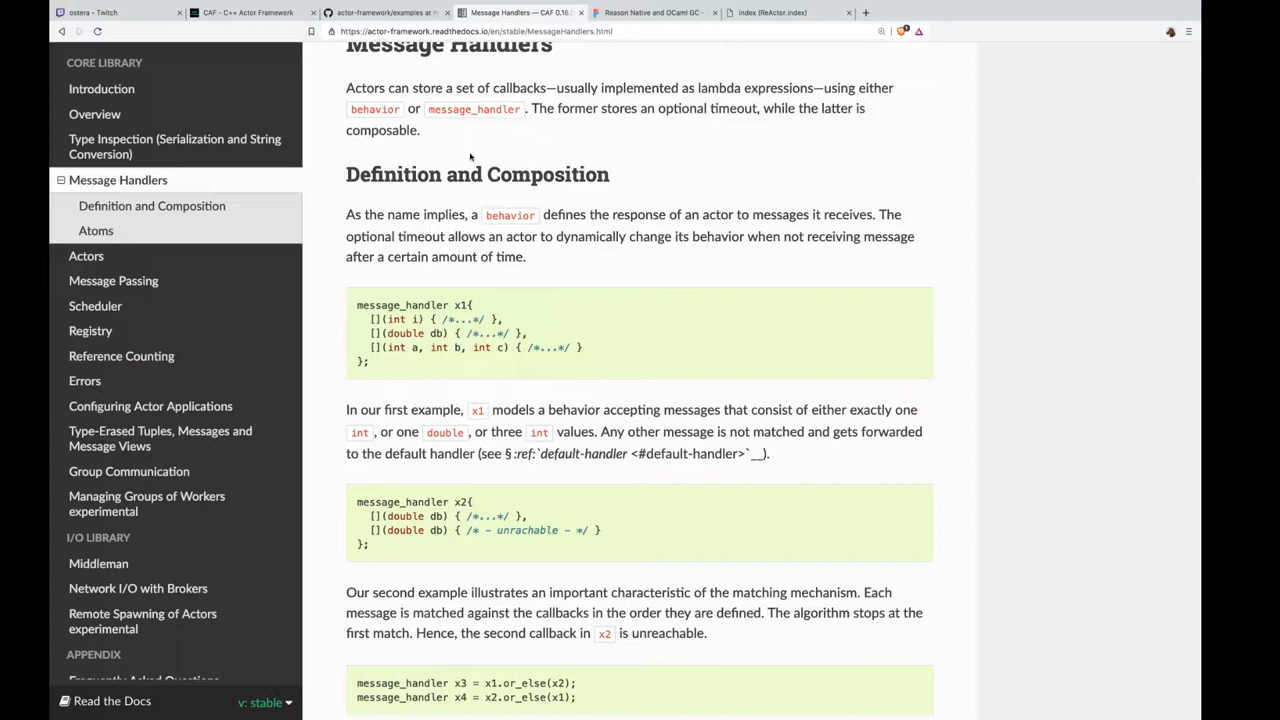 ostera - Twitch
CAF - C++ Actor Framework
actor-framework/examples at m
Message Handlers — CAF 0.16.
Reason Native and OCaml GC -
index (ReActor.index)
https://actor-framework.readthedocs.io/en/stable/MessageHandlers.html
CORE LIBRARY
Introduction
Overview
Type Inspection (Serialization and String
Conversion)
Message Handlers
Definition and Composition
Atoms
Actors
Message Passing
Scheduler
Registry
Reference Counting
Errors
Configuring Actor Applications
Type-Erased Tuples, Messages and
Message Views
Group Communication
Managing Groups of Workers
experimental
I/O LIBRARY
Middleman
Network I/O with Brokers
Remote Spawning of Actors
experimental
APPENDIX
Frequently Asked Questions
Read the Docs
v: stable
Message Handlers
Actors can store a set of callbacks—usually implemented as lambda expressions—using either
behavior or message_handler. The former stores an optional timeout, while the latter is
composable.
Definition and Composition
As the name implies, a behavior defines the response of an actor to messages it receives. The
optional timeout allows an actor to dynamically change its behavior when not receiving message
after a certain amount of time.
message_handler x1{
[](int i) { /*...*/ },
[](double db) { /*...*/ },
[](int a, int b, int c) { /*...*/ }
};
In our first example, x1 models a behavior accepting messages that consist of either exactly one
int, or one double, or three int values. Any other message is not matched and gets forwarded
to the default handler (see § :ref:`default-handler <#default-handler>`__).
message_handler x2{
[](double db) { /*...*/ },
[](double db) { /* - unrachable - */ }
};
Our second example illustrates an important characteristic of the matching mechanism. Each
message is matched against the callbacks in the order they are defined. The algorithm stops at the
first match. Hence, the second callback in x2 is unreachable.
message_handler x3 = x1.or_else(x2);
message_handler x4 = x2.or_else(x1);